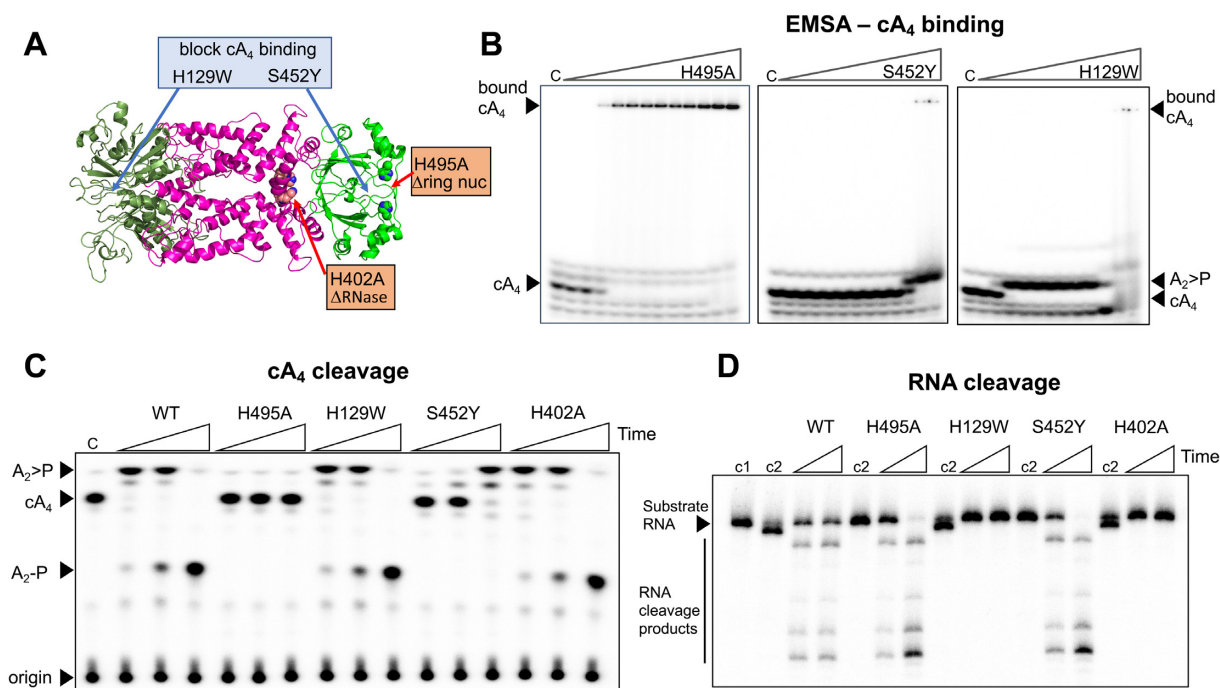 A
block cA₄ binding
H129W S452Y
H495A
Δring nuc
H402A
ΔRNase
B
EMSA – cA₄ binding
C H495A
C S452Y
C H129W
bound
cA₄
cA₄
bound
cA₄
A₂>P
cA₄
C
cA₄ cleavage
WT H495A H129W S452Y H402A
C Time
A₂>P
cA₄
A₂-P
origin
D
RNA cleavage
WT H495A H129W S452Y H402A
Time
c1 c2 c2 c2 c2 c2
Substrate
RNA
RNA
cleavage
products